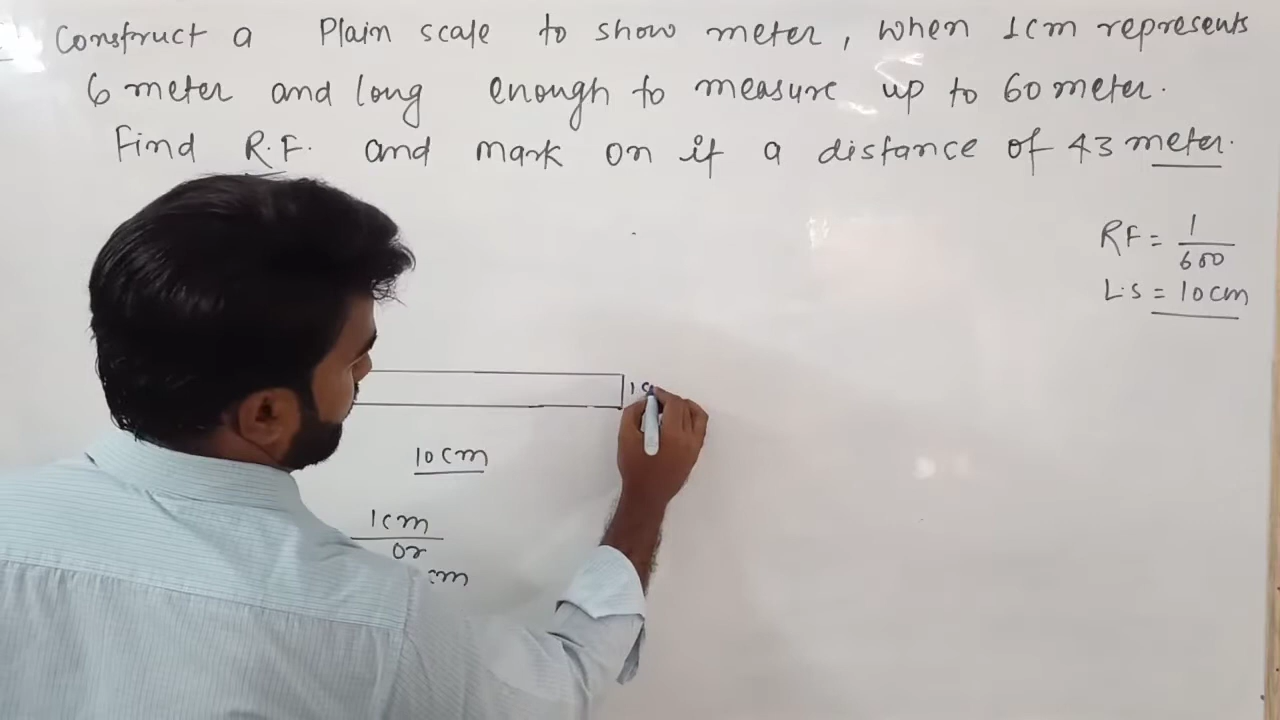 Construct a Plain scale to show meter, when 1cm represents
6 meter and long enough to measure up to 60 meter.
Find R.F. and mark on it a distance of 43 meter.
RF = 1/600
L.S = 10cm
10cm
1cm
or
cm